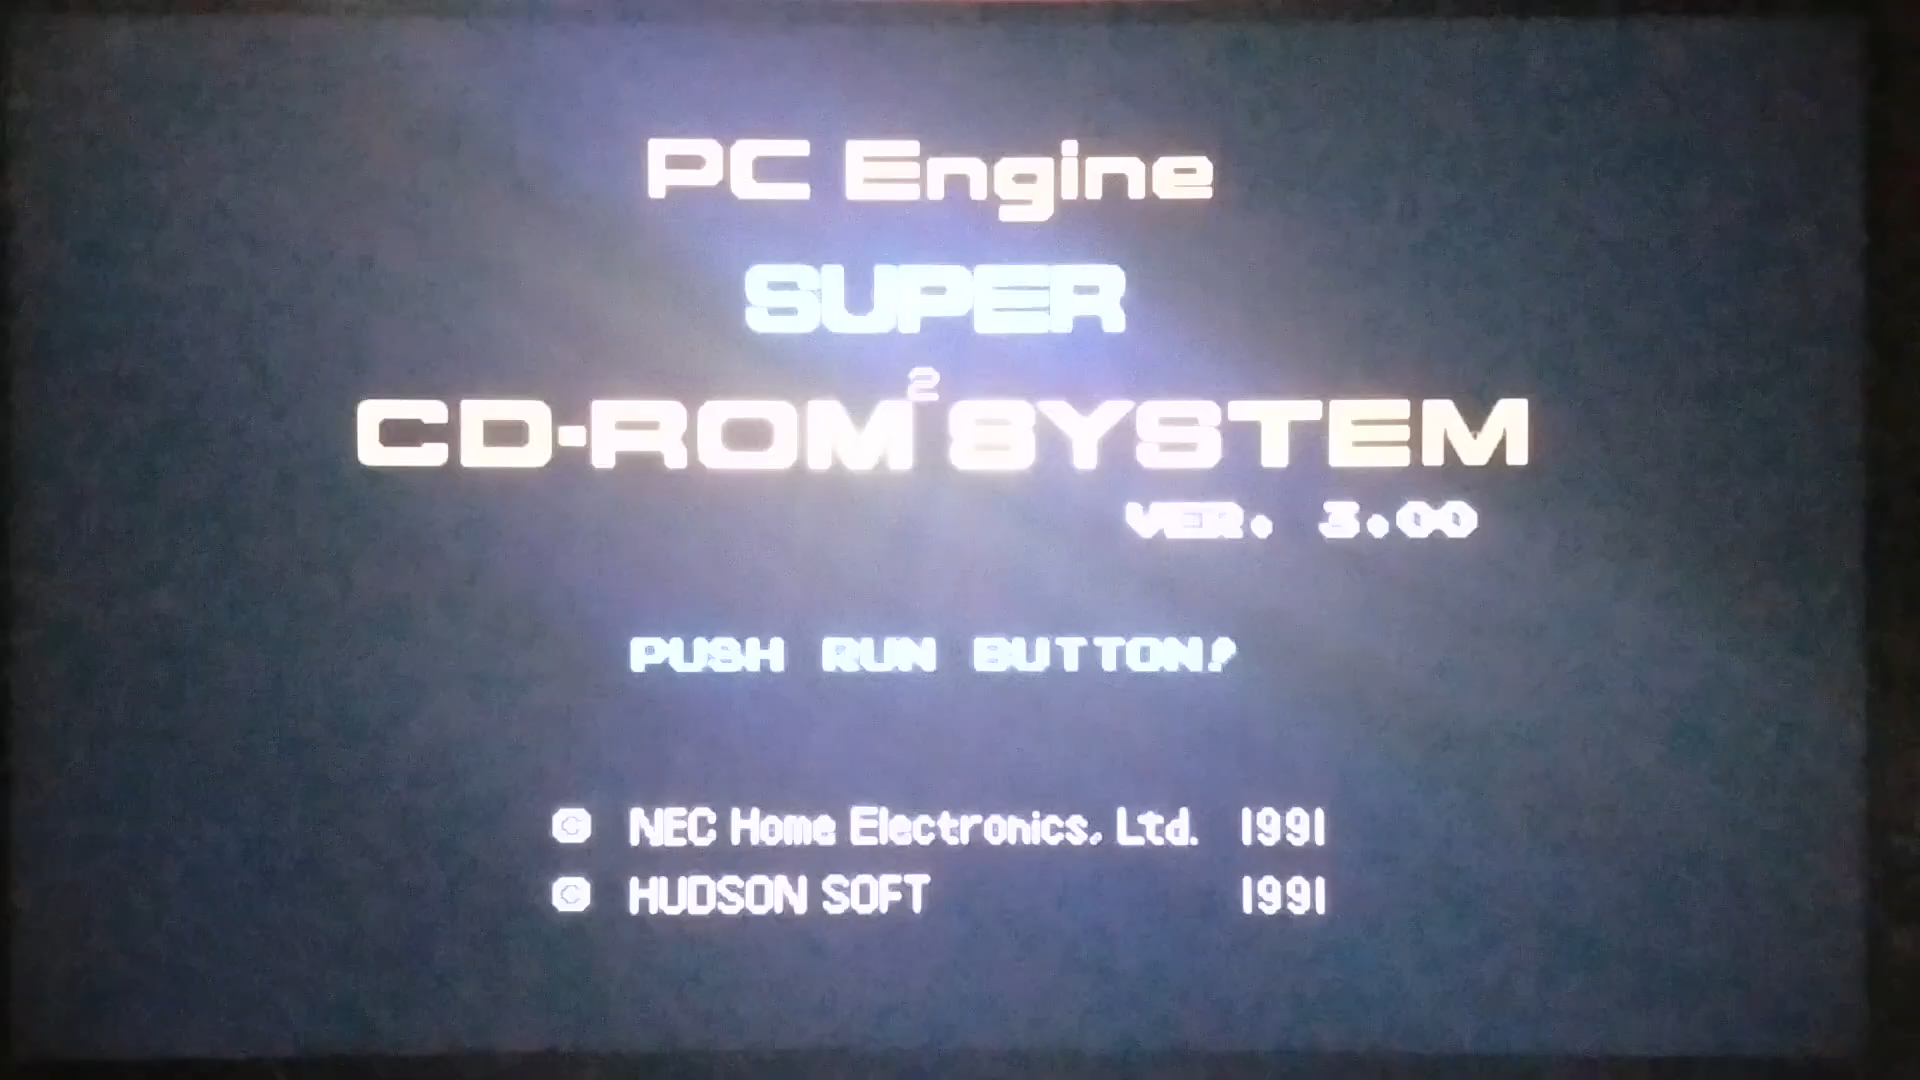 PC Engine
SUPER
CD-ROM² SYSTEM
VER. 3.00
PUSH RUN BUTTON!
© NEC Home Electronics, Ltd. 1991
© HUDSON SOFT 1991